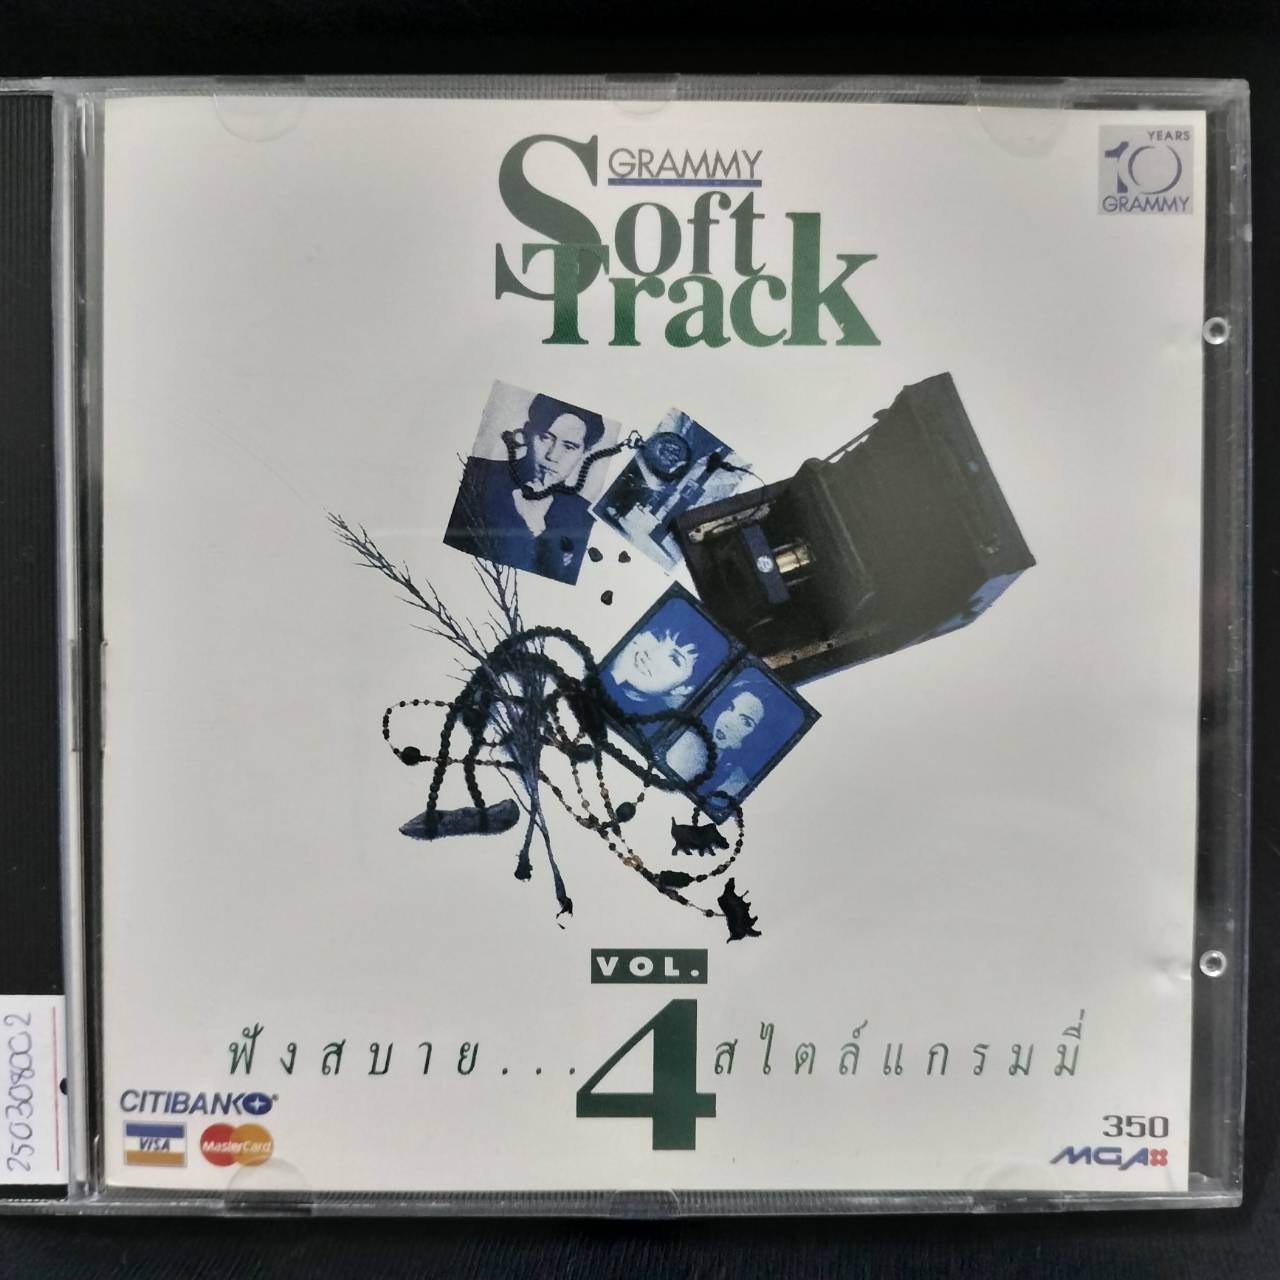 GRAMMY
Soft
Track
10 YEARS
GRAMMY
VOL.
4
ฟังสบาย... สไตล์แกรมมี่
CITIBANK
VISA
MasterCard
350
MGA
2503098002